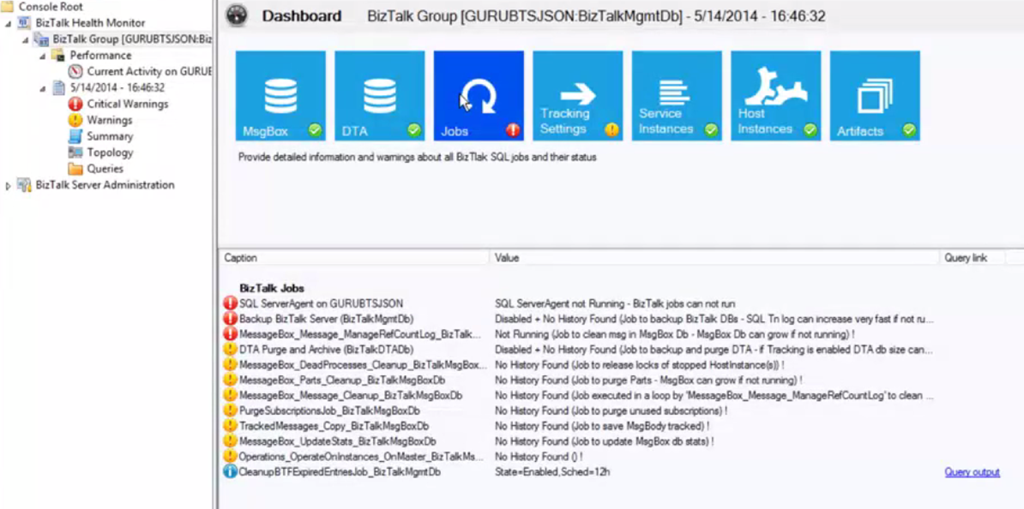 Console Root
BizTalk Health Monitor
BizTalk Group [GURUBTSJSON:Biz
Performance
Current Activity on GURUE
5/14/2014 - 16:46:32
Critical Warnings
Warnings
Summary
Topology
Queries
BizTalk Server Administration
Dashboard BizTalk Group [GURUBTSJSON:BizTalkMgmtDb] - 5/14/2014 - 16:46:32
MsgBox
DTA
Jobs
Tracking
Settings
Service
Instances
Host
Instances
Artifacts
Provide detailed information and warnings about all BizTlak SQL jobs and their status
Caption Value Query link
BizTalk Jobs
SQL ServerAgent on GURUBTSJSON SQL ServerAgent not Running - BizTalk jobs can not run
Backup BizTalk Server (BizTalkMgmtDb) Disabled + No History Found (Job to backup BizTalk DBs - SQL Tn log can increase very fast if not ru...
MessageBox_Message_ManageRefCountLog_BizTalk... Not Running (Job to clean msg in MsgBox Db - MsgBox Db can grow if not running) !
DTA Purge and Archive (BizTalkDTADb) Disabled + No History Found (Job to backup and purge DTA - if Tracking is enabled DTA db size can...
MessageBox_DeadProcesses_Cleanup_BizTalkMsgBox... No History Found (Job to release locks of stopped HostInstance(s)) !
MessageBox_Parts_Cleanup_BizTalkMsgBoxDb No History Found (Job to purge Parts - MsgBox can grow if not running) !
MessageBox_Message_Cleanup_BizTalkMsgBoxDb No History Found (Job executed in a loop by 'MessageBox_Message_ManageRefCountLog' to clean ...
PurgeSubscriptionsJob_BizTalkMsgBoxDb No History Found (Job to purge unused subscriptions) !
TrackedMessages_Copy_BizTalkMsgBoxDb No History Found (Job to save MsgBody tracked) !
MessageBox_UpdateStats_BizTalkMsgBoxDb No History Found (Job to update MsgBox db stats) !
Operations_OperateOnInstances_OnMaster_BizTalkMs... No History Found () !
CleanupBTFExpiredEntriesJob_BizTalkMgmtDb State=Enabled,Sched=12h Query output